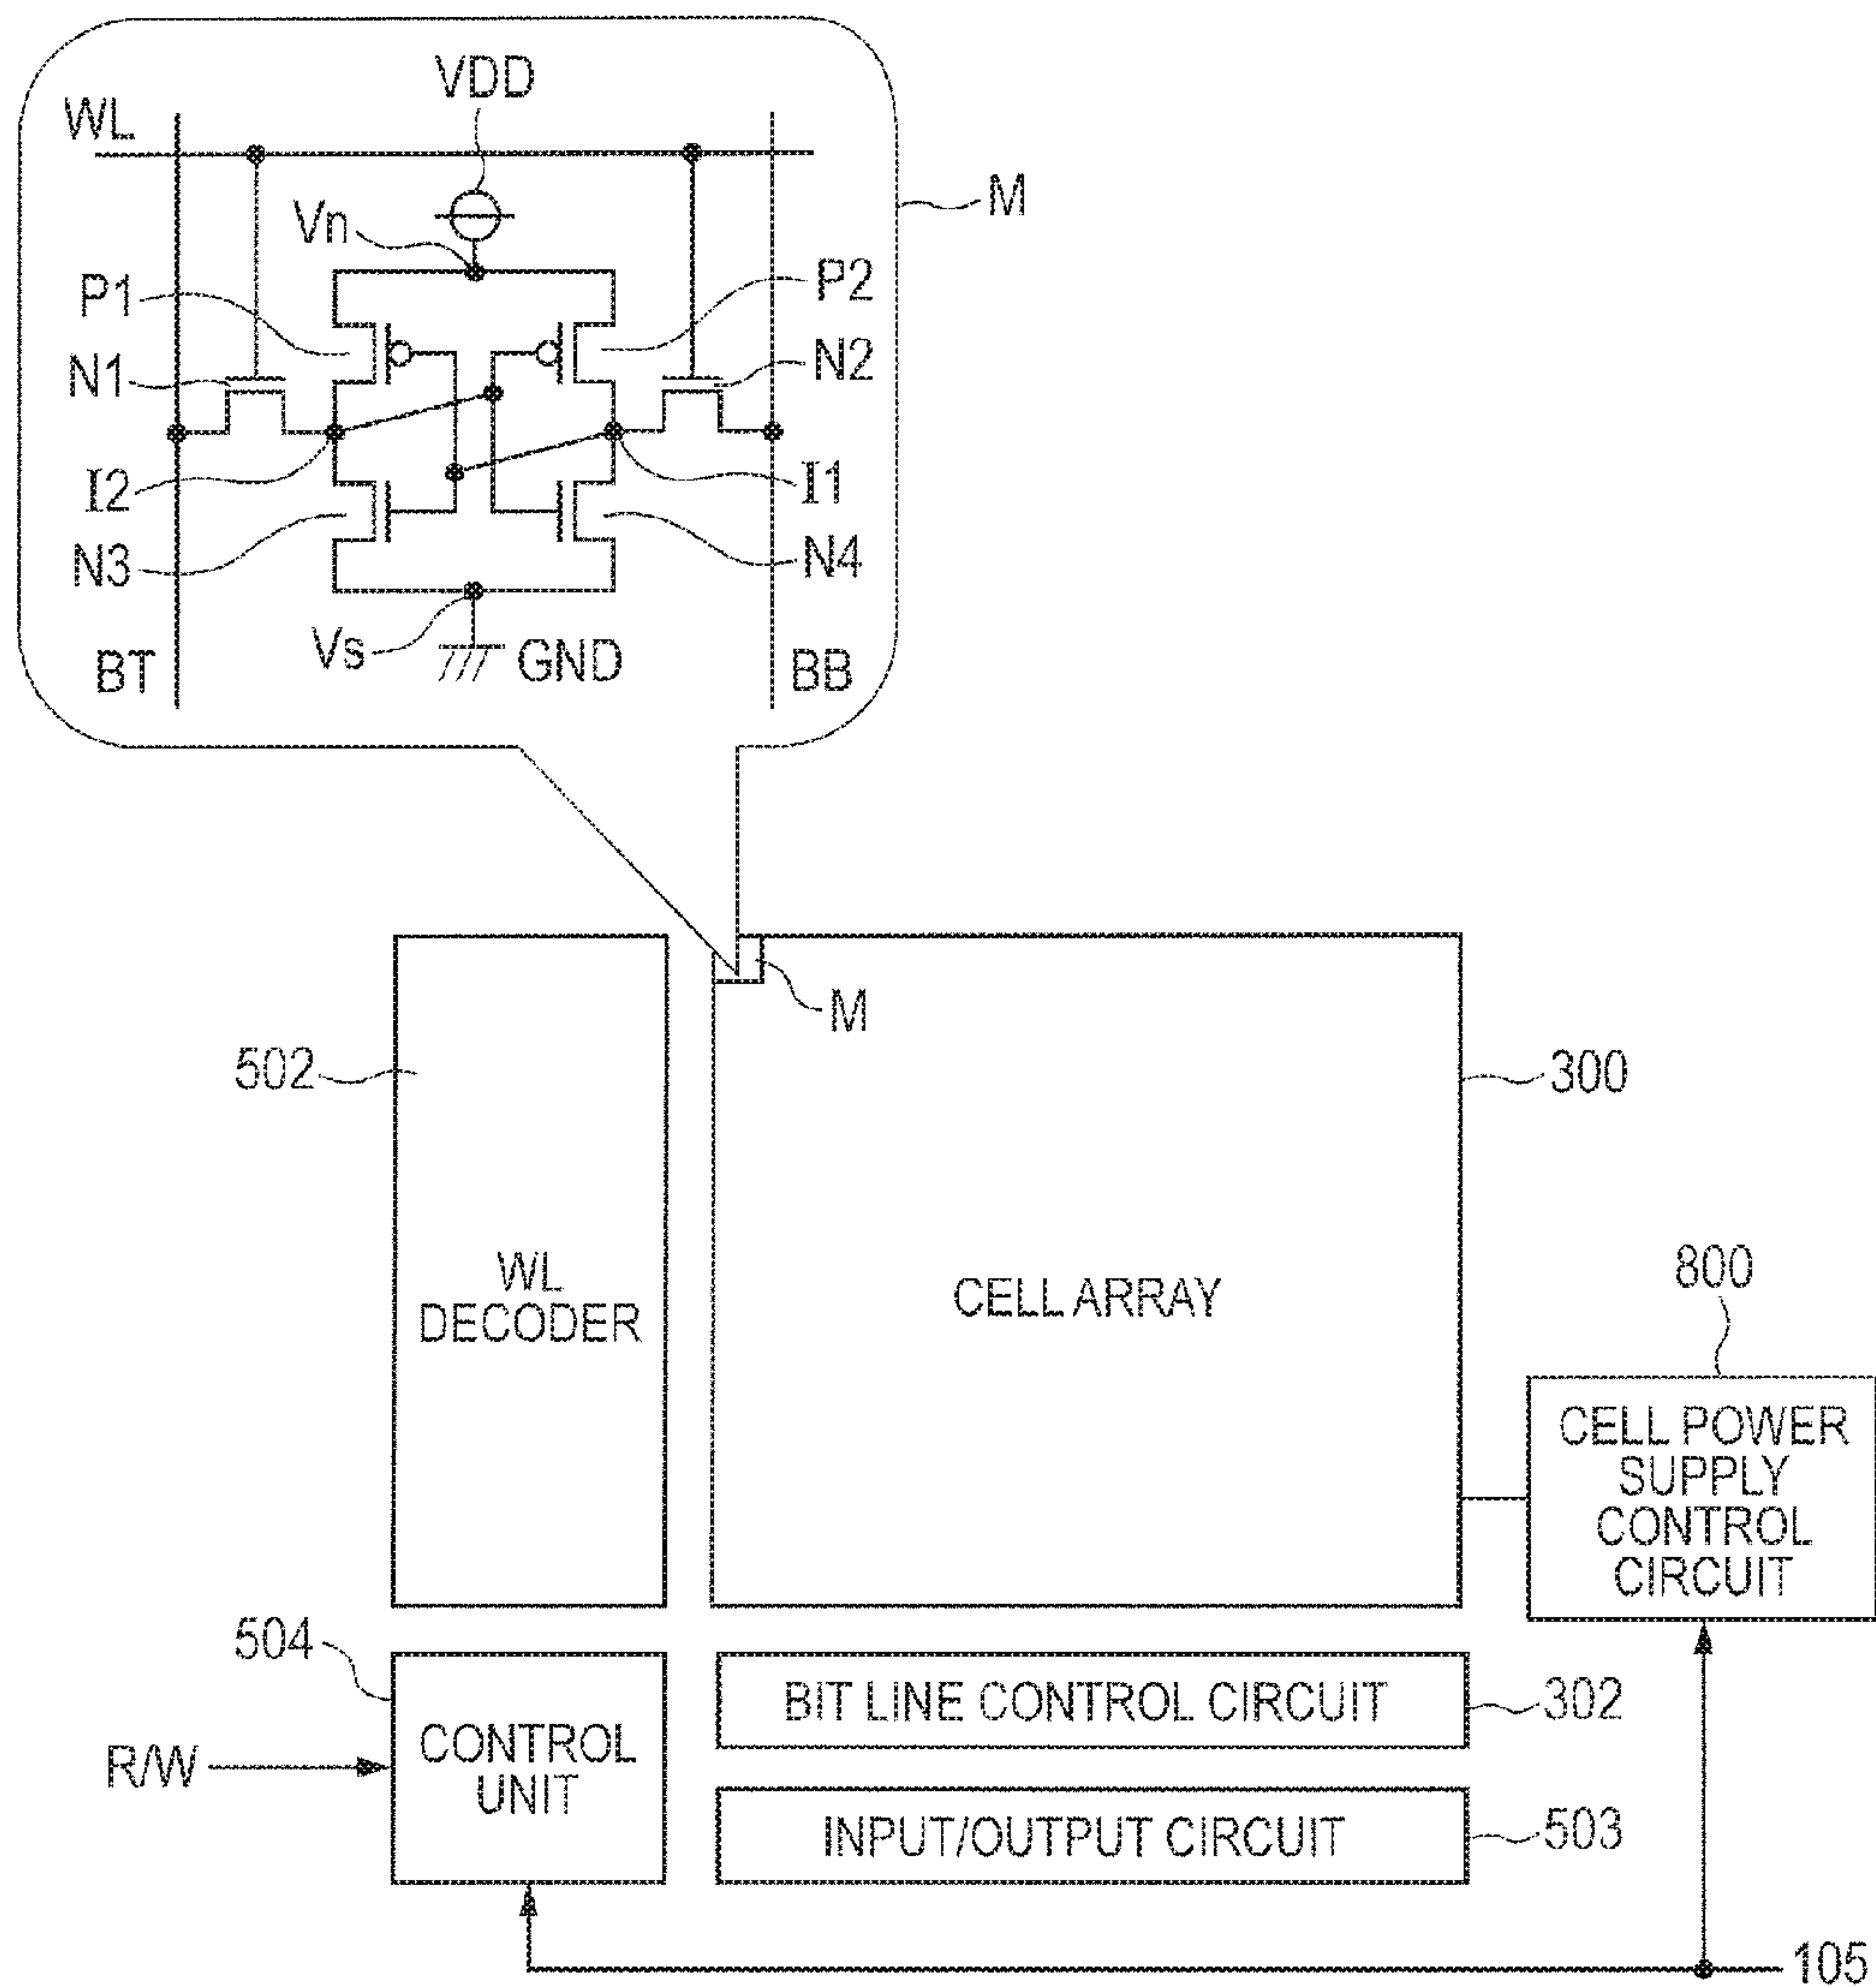 VDD
WL
M
Vn
P1
P2
N1
N2
I2
I1
N3
N4
Vs
GND
BT
BB
M
502
300
WL
DECODER
CELL ARRAY
800
CELL POWER
SUPPLY
CONTROL
CIRCUIT
504
BIT LINE CONTROL CIRCUIT
302
R/W
CONTROL
UNIT
INPUT/OUTPUT CIRCUIT
503
105